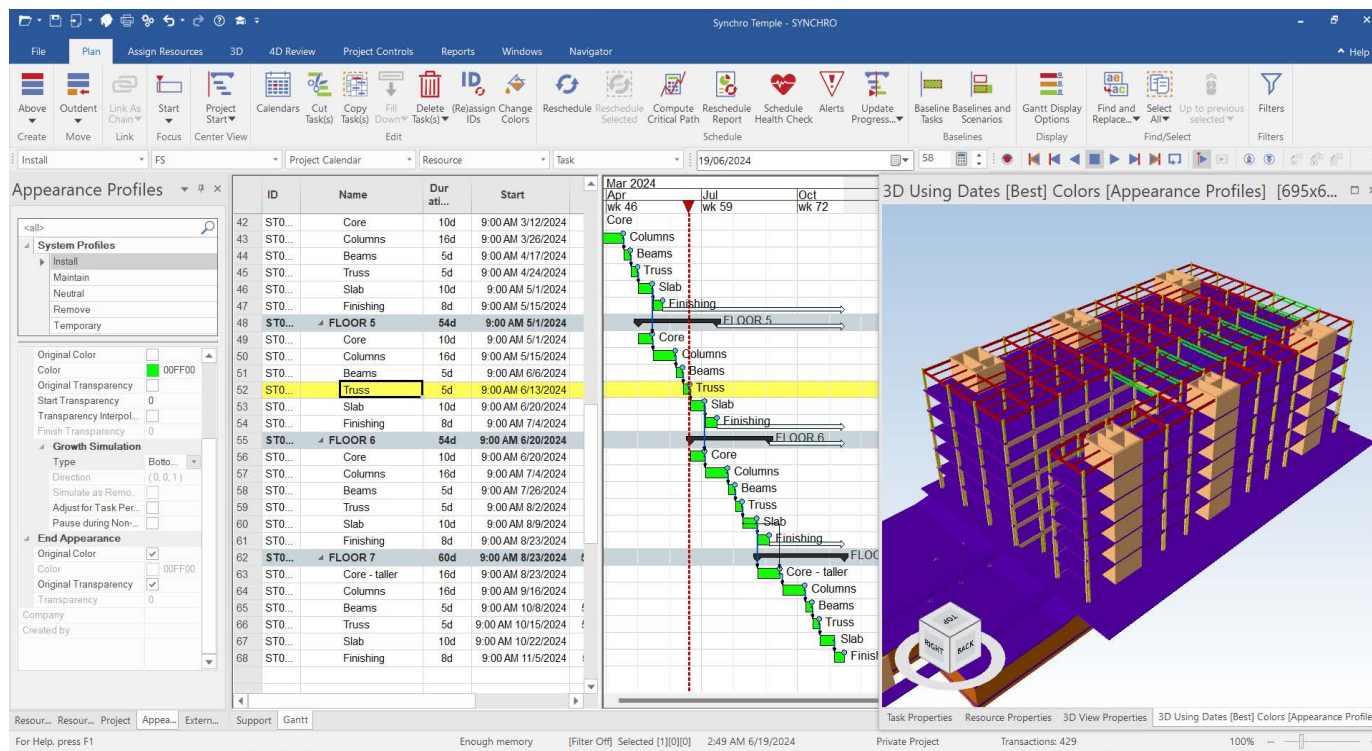 Synchro Temple - SYNCHRO
File Plan Assign Resources 3D 4D Review Project Controls Reports Windows Navigator Help
Above Outdent Link As Chain Start Project Start Calendars Cut Task(s) Copy Task(s) Fill Down Delete Task(s) (Re)assign IDs Change Colors Reschedule Reschedule Selected Compute Critical Path Reschedule Report Schedule Health Check Alerts Update Progress... Baseline Tasks Baselines and Scenarios Gantt Display Options Find and Replace... Select All Up to previous selected Filters
Create Move Link Focus Center View Edit Schedule Baselines Display Find/Select Filters
Install FS Project Calendar Resource Task 19/06/2024 58
Appearance Profiles
<all>
System Profiles
Install
Maintain
Neutral
Remove
Temporary
Original Color
Color 00FF00
Original Transparency
Start Transparency 0
Transparency Interpol...
Finish Transparency 0
Growth Simulation
Type Botto...
Direction (0, 0, 1)
Simulate as Remo...
Adjust for Task Per...
Pause during Non-...
End Appearance
Original Color
Color 00FF00
Original Transparency
Transparency 0
Company
Created by
ID Name Dur ati... Start
42 ST0... Core 10d 9:00 AM 3/12/2024
43 ST0... Columns 16d 9:00 AM 3/26/2024
44 ST0... Beams 5d 9:00 AM 4/17/2024
45 ST0... Truss 5d 9:00 AM 4/24/2024
46 ST0... Slab 10d 9:00 AM 5/1/2024
47 ST0... Finishing 8d 9:00 AM 5/15/2024
48 ST0... FLOOR 5 54d 9:00 AM 5/1/2024
49 ST0... Core 10d 9:00 AM 5/1/2024
50 ST0... Columns 16d 9:00 AM 5/15/2024
51 ST0... Beams 5d 9:00 AM 6/6/2024
52 ST0... Truss 5d 9:00 AM 6/13/2024
53 ST0... Slab 10d 9:00 AM 6/20/2024
54 ST0... Finishing 8d 9:00 AM 7/4/2024
55 ST0... FLOOR 6 54d 9:00 AM 6/20/2024
56 ST0... Core 10d 9:00 AM 6/20/2024
57 ST0... Columns 16d 9:00 AM 7/4/2024
58 ST0... Beams 5d 9:00 AM 7/26/2024
59 ST0... Truss 5d 9:00 AM 8/2/2024
60 ST0... Slab 10d 9:00 AM 8/9/2024
61 ST0... Finishing 8d 9:00 AM 8/23/2024
62 ST0... FLOOR 7 60d 9:00 AM 8/23/2024
63 ST0... Core - taller 16d 9:00 AM 8/23/2024
64 ST0... Columns 16d 9:00 AM 9/16/2024
65 ST0... Beams 5d 9:00 AM 10/8/2024
66 ST0... Truss 5d 9:00 AM 10/15/2024
67 ST0... Slab 10d 9:00 AM 10/22/2024
68 ST0... Finishing 8d 9:00 AM 11/5/2024
Mar 2024
Apr Jul Oct
wk 46 wk 59 wk 72
Core
Columns
Beams
Truss
Slab
Finishing
FLOOR 5
Core
Columns
Beams
Truss
Slab
Finishing
FLOOR 6
Core
Columns
Beams
Truss
Slab
Finishing
FLOO
Core - taller
Columns
Beams
Truss
Slab
Finish
3D Using Dates [Best] Colors [Appearance Profiles] [695x6...
TOP
RIGHT BACK
Resour... Resour... Project Appea... Extern... Support Gantt
Task Properties Resource Properties 3D View Properties 3D Using Dates [Best] Colors [Appearance Profile
For Help, press F1 Enough memory [Filter Off] Selected [1][0][0] 2:49 AM 6/19/2024 Private Project Transactions: 429 100%